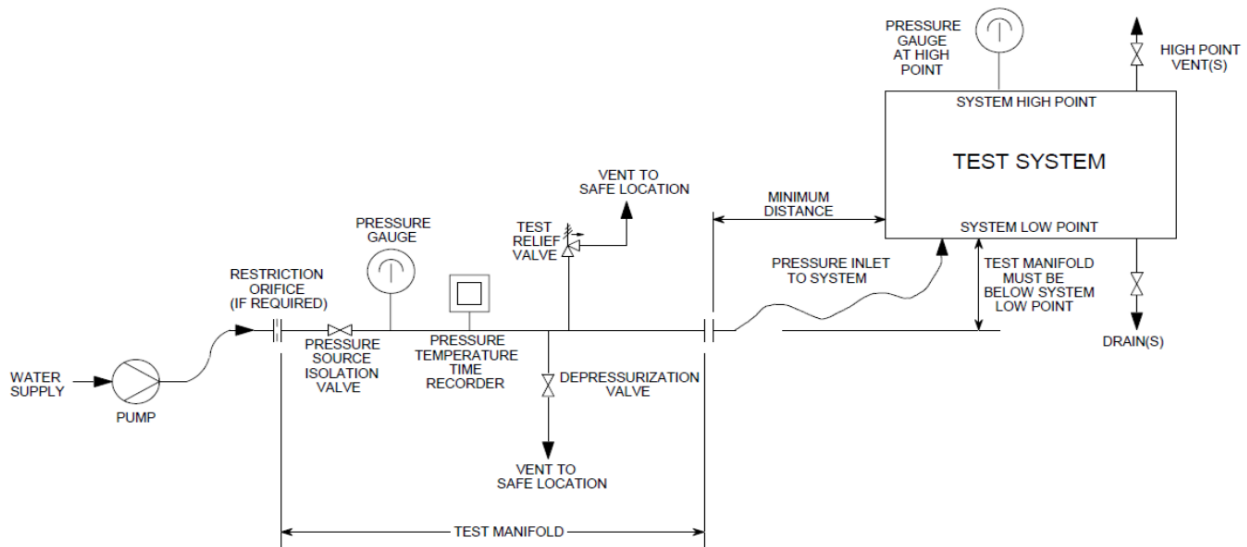 WATER
SUPPLY
PUMP
RESTRICTION
ORIFICE
(IF REQUIRED)
PRESSURE
SOURCE
ISOLATION
VALVE
PRESSURE
GAUGE
PRESSURE
TEMPERATURE
TIME
RECORDER
TEST
RELIEF
VALVE
VENT TO
SAFE LOCATION
DEPRESSURIZATION
VALVE
VENT TO
SAFE LOCATION
TEST MANIFOLD
MINIMUM
DISTANCE
PRESSURE INLET
TO SYSTEM
PRESSURE
GAUGE
AT HIGH
POINT
HIGH POINT
VENT(S)
SYSTEM HIGH POINT
TEST SYSTEM
SYSTEM LOW POINT
TEST MANIFOLD
MUST BE
BELOW SYSTEM
LOW POINT
DRAIN(S)